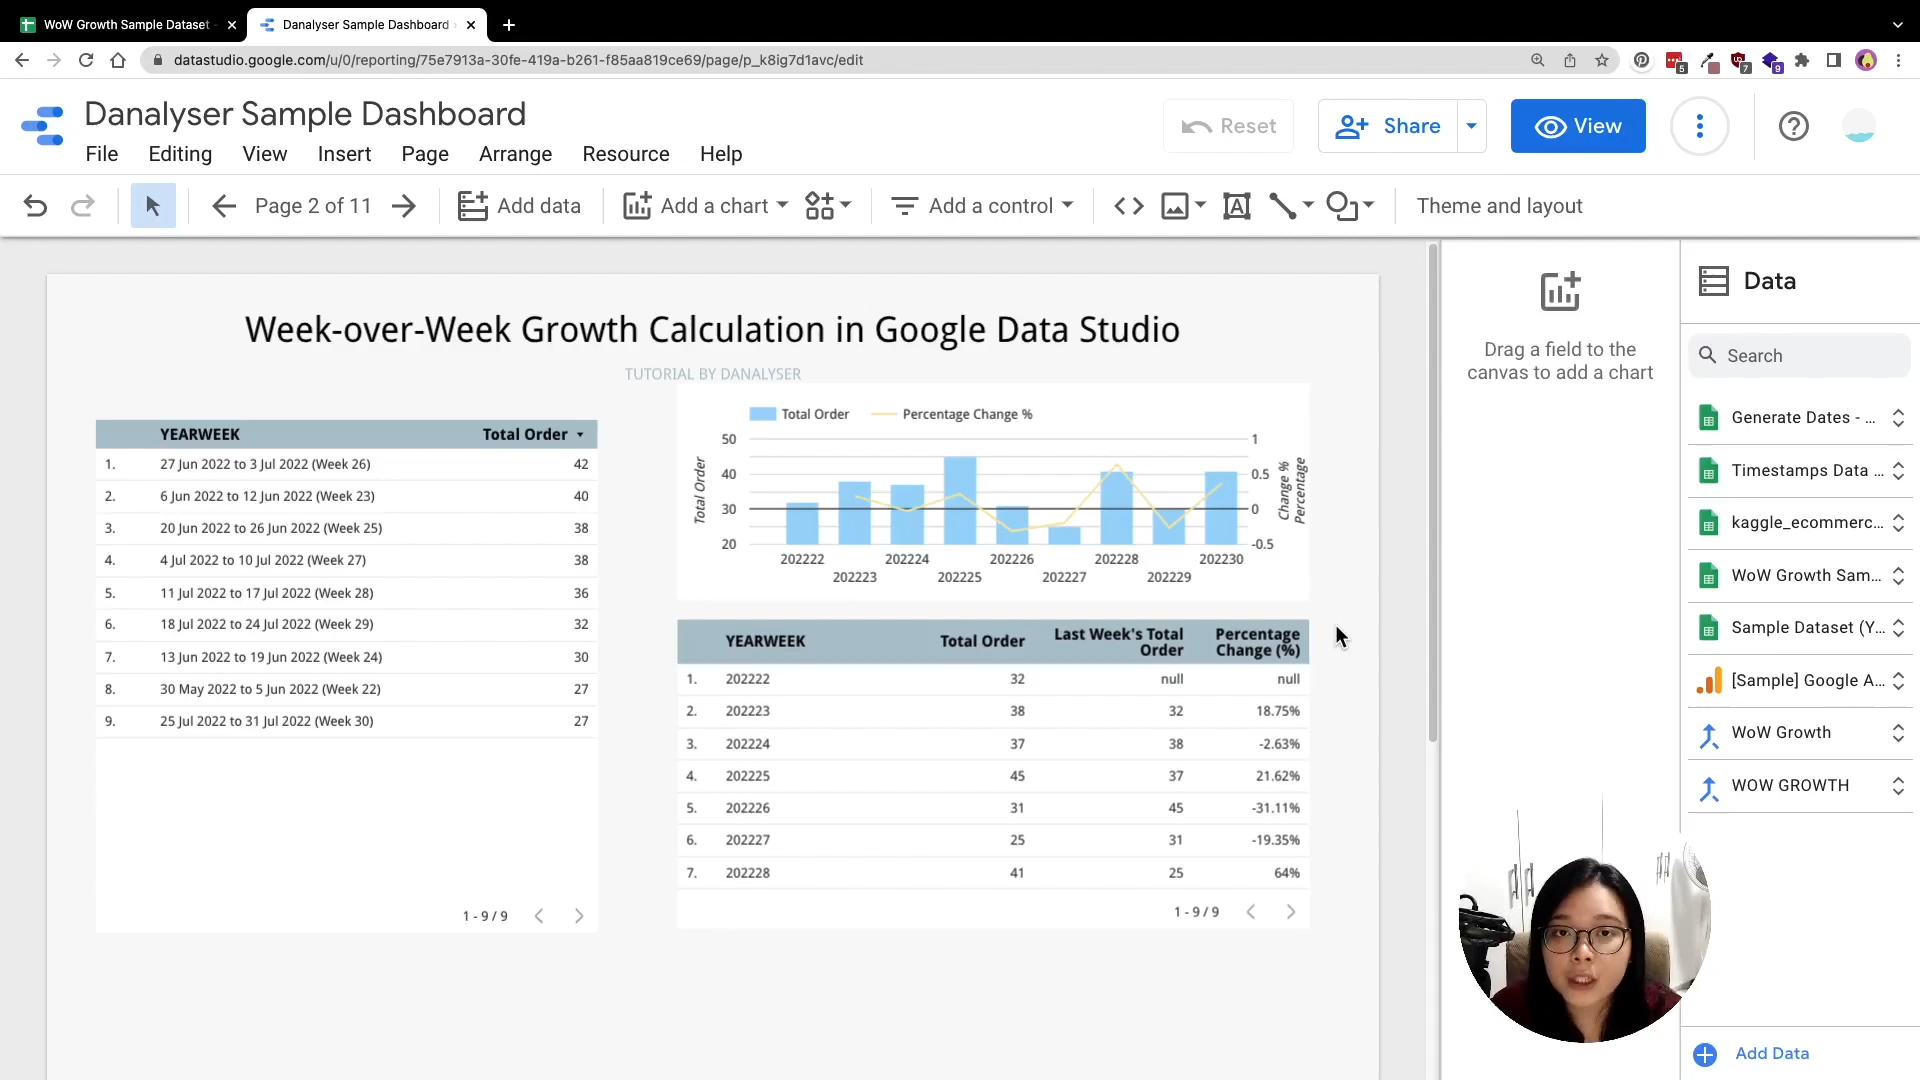 WoW Growth Sample Dataset -
Danalyser Sample Dashboard
datastudio.google.com/u/0/reporting/75e7913a-30fe-419a-b261-f85aa819ce69/page/p_k8ig7d1avc/edit
5
7
9
Danalyser Sample Dashboard
Reset
Share
View
File Editing View Insert Page Arrange Resource Help
Page 2 of 11
Add data
Add a chart
Add a control
Theme and layout
Week-over-Week Growth Calculation in Google Data Studio
TUTORIAL BY DANALYSER
YEARWEEK Total Order
1. 27 Jun 2022 to 3 Jul 2022 (Week 26) 42
2. 6 Jun 2022 to 12 Jun 2022 (Week 23) 40
3. 20 Jun 2022 to 26 Jun 2022 (Week 25) 38
4. 4 Jul 2022 to 10 Jul 2022 (Week 27) 38
5. 11 Jul 2022 to 17 Jul 2022 (Week 28) 36
6. 18 Jul 2022 to 24 Jul 2022 (Week 29) 32
7. 13 Jun 2022 to 19 Jun 2022 (Week 24) 30
8. 30 May 2022 to 5 Jun 2022 (Week 22) 27
9. 25 Jul 2022 to 31 Jul 2022 (Week 30) 27
1 - 9 / 9
Total Order Percentage Change %
50 1
40 0.5
30 0
20 -0.5
Total Order
Change %
Percentage
202222 202224 202226 202228 202230
202223 202225 202227 202229
YEARWEEK Total Order Last Week's Total Percentage
Order Change (%)
1. 202222 32 null null
2. 202223 38 32 18.75%
3. 202224 37 38 -2.63%
4. 202225 45 37 21.62%
5. 202226 31 45 -31.11%
6. 202227 25 31 -19.35%
7. 202228 41 25 64%
1 - 9 / 9
Drag a field to the
canvas to add a chart
Data
Search
Generate Dates - ...
Timestamps Data ...
kaggle_ecommerc...
WoW Growth Sam...
Sample Dataset (Y...
[Sample] Google A...
WoW Growth
WOW GROWTH
Add Data